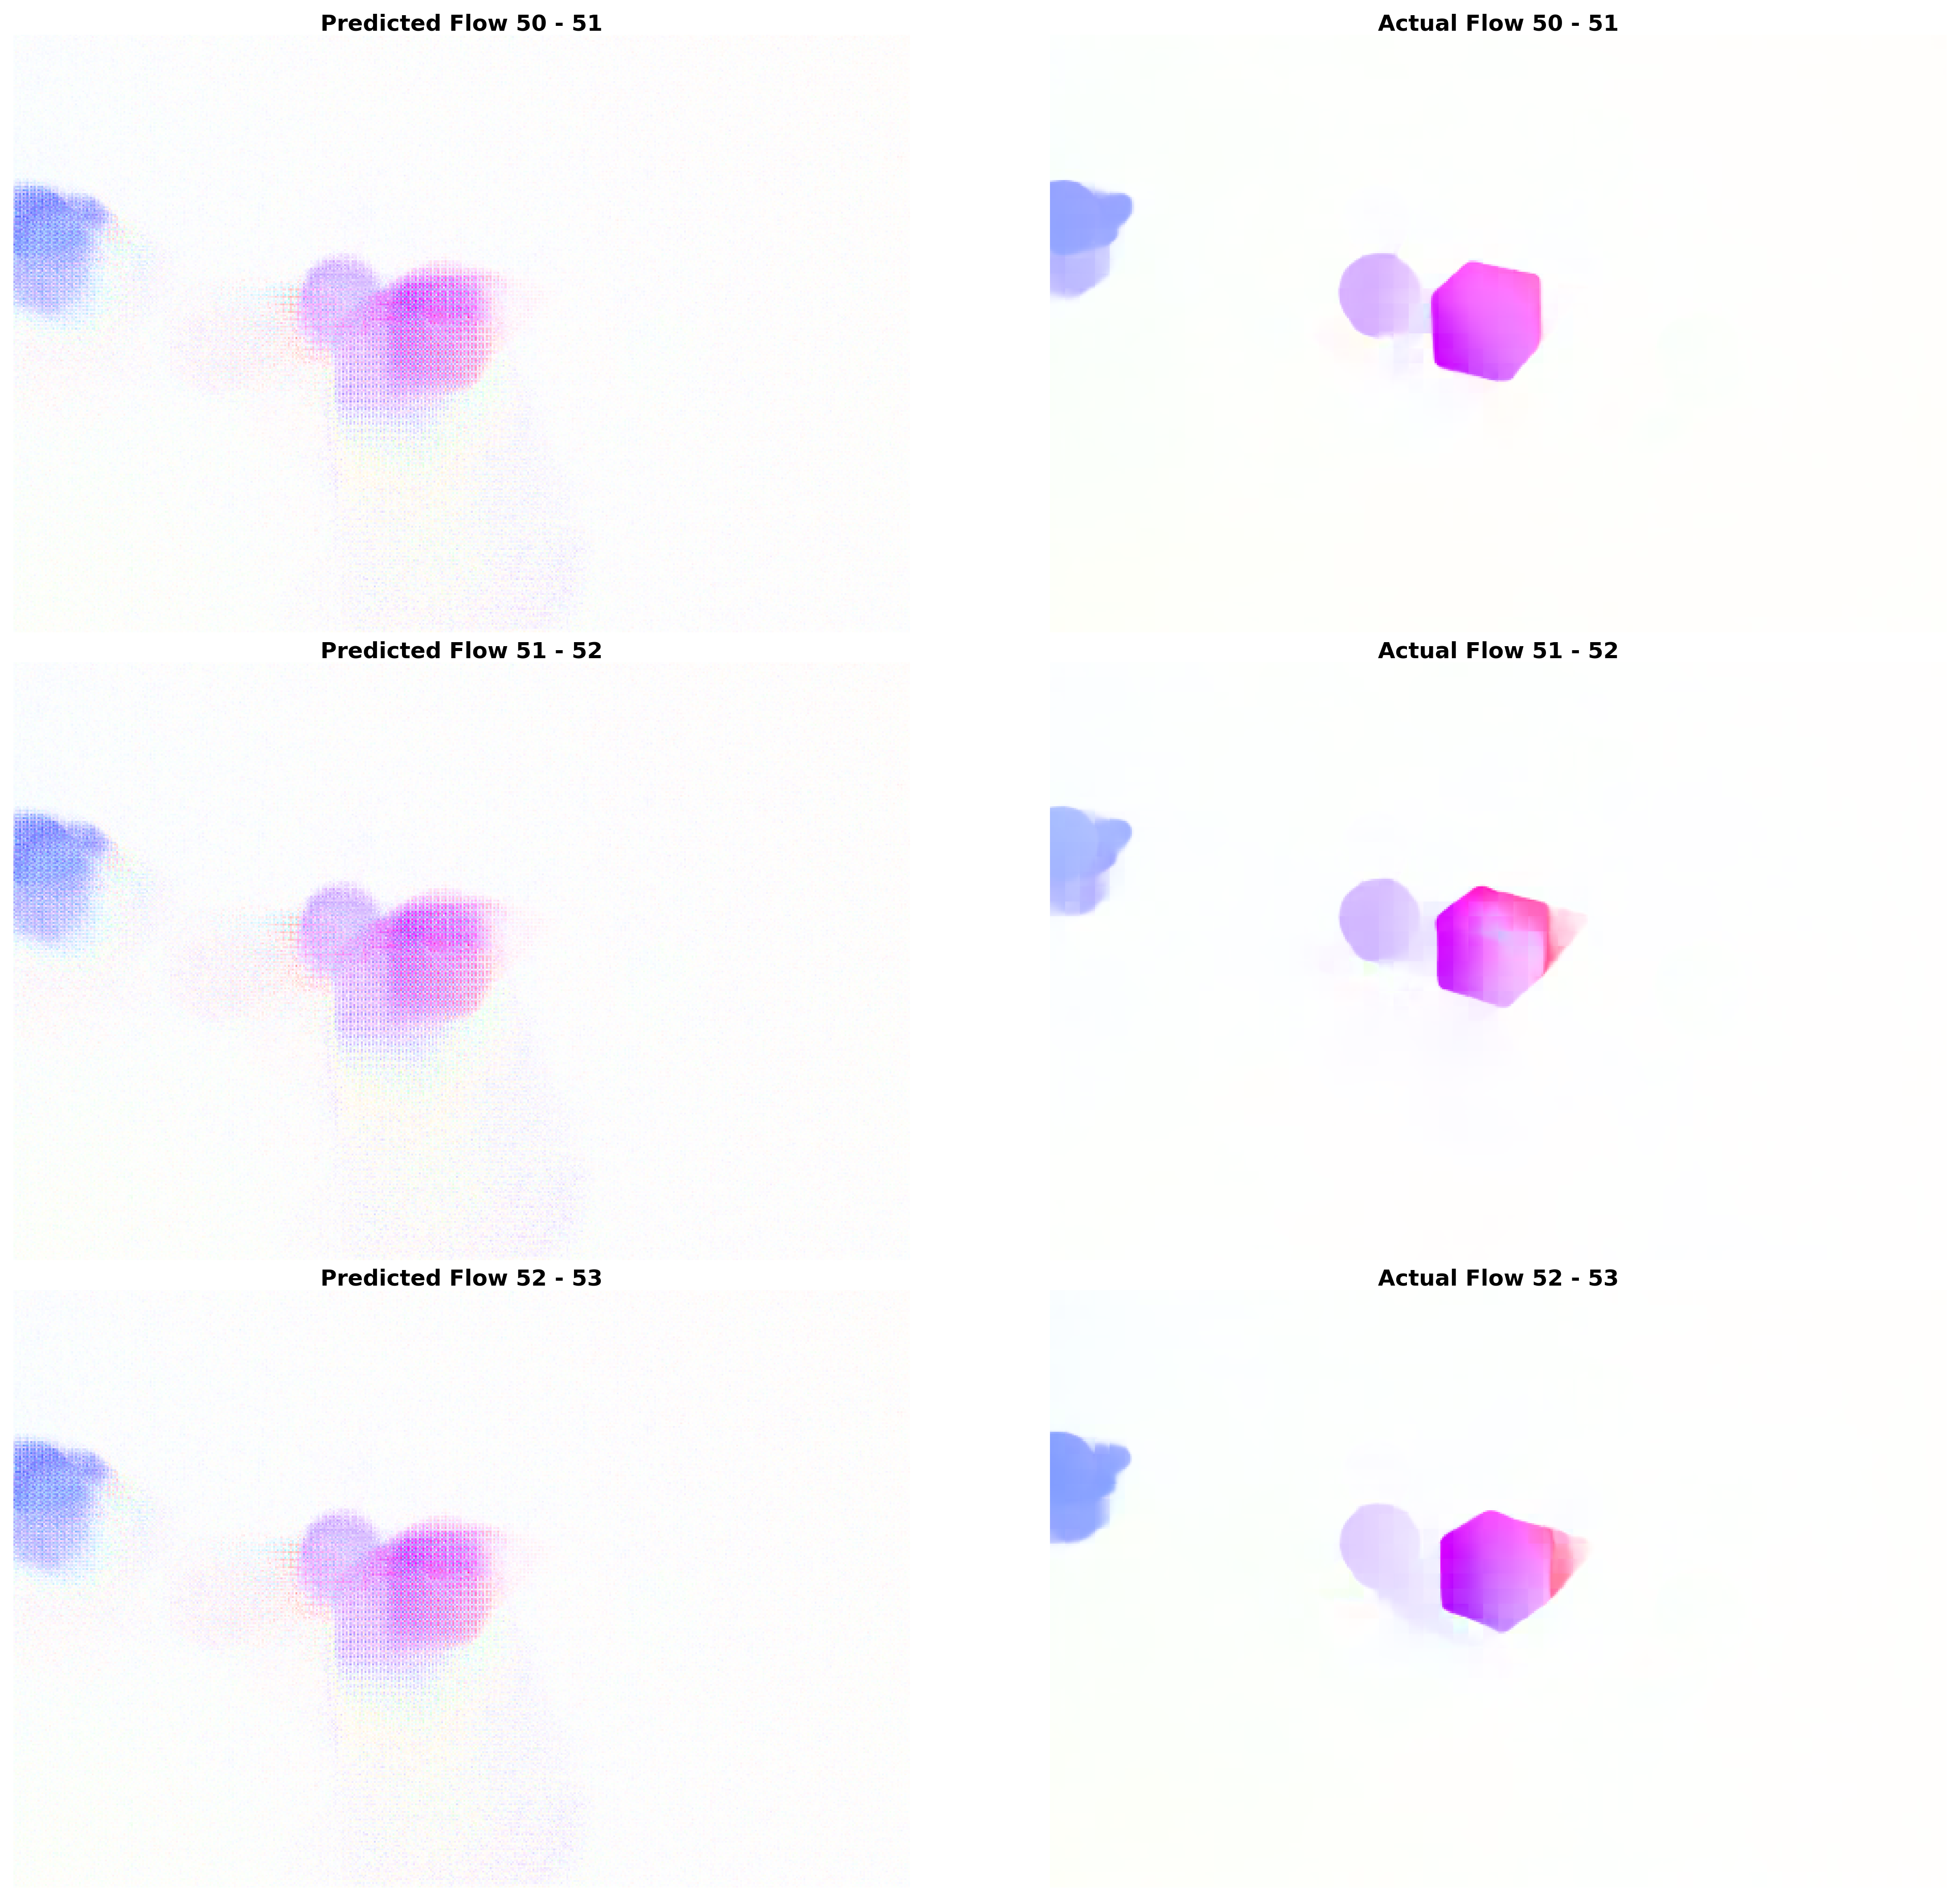 Predicted Flow 50 - 51
Actual Flow 50 - 51
Predicted Flow 51 - 52
Actual Flow 51 - 52
Predicted Flow 52 - 53
Actual Flow 52 - 53